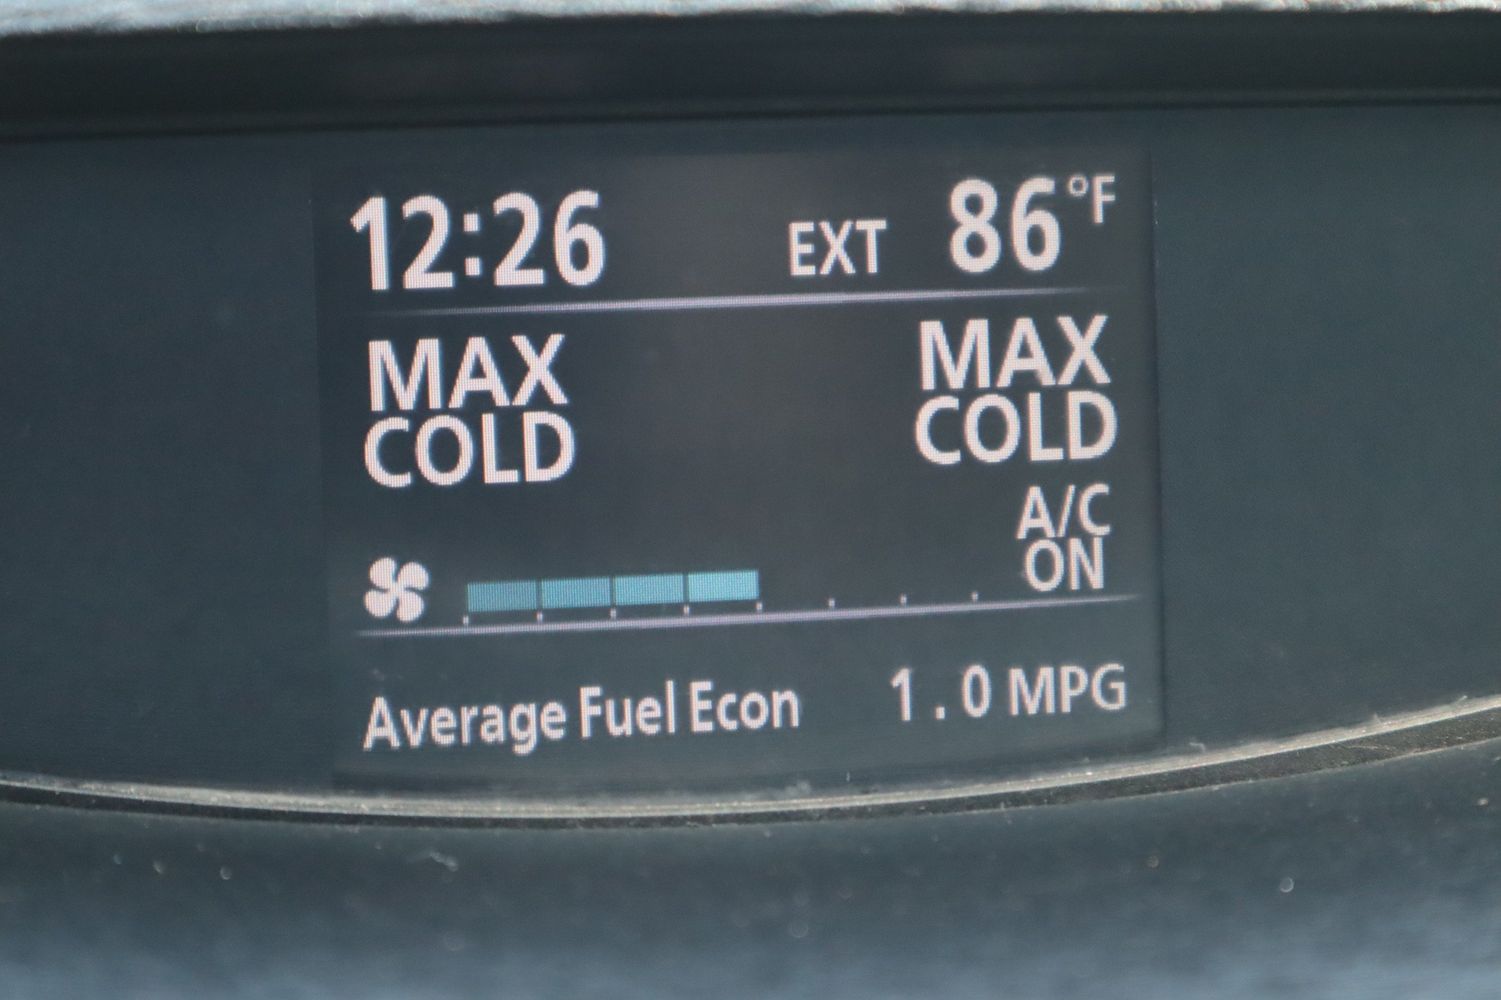 12:26 EXT 86°F
MAX MAX
COLD COLD
A/C
ON
Average Fuel Econ 1.0 MPG